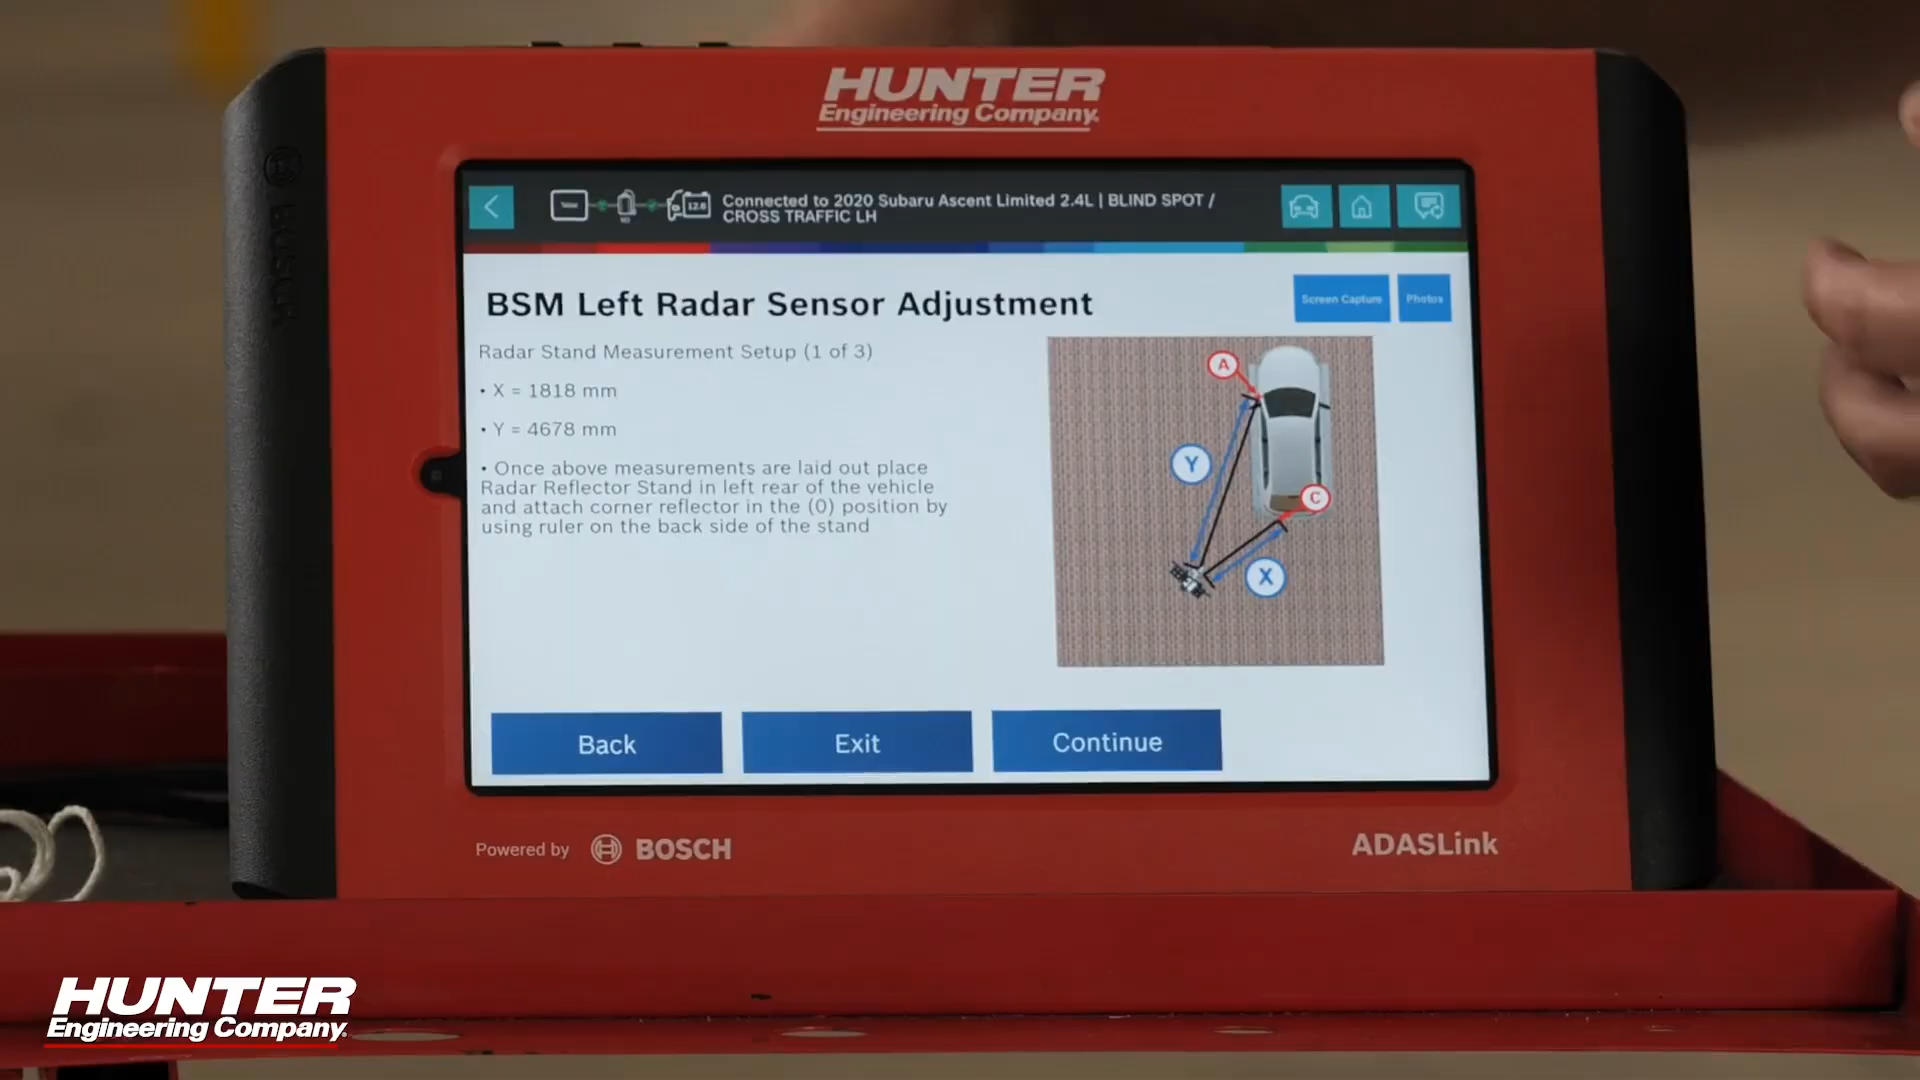 HUNTER
Engineering Company.
BOSCH
12.6
Connected to 2020 Subaru Ascent Limited 2.4L | BLIND SPOT /
CROSS TRAFFIC LH
BSM Left Radar Sensor Adjustment
Screen Capture
Photos
Radar Stand Measurement Setup (1 of 3)
• X = 1818 mm
• Y = 4678 mm
• Once above measurements are laid out place
Radar Reflector Stand in left rear of the vehicle
and attach corner reflector in the (0) position by
using ruler on the back side of the stand
A
Y
C
X
Back
Exit
Continue
Powered by BOSCH
ADASLink
HUNTER
Engineering Company.